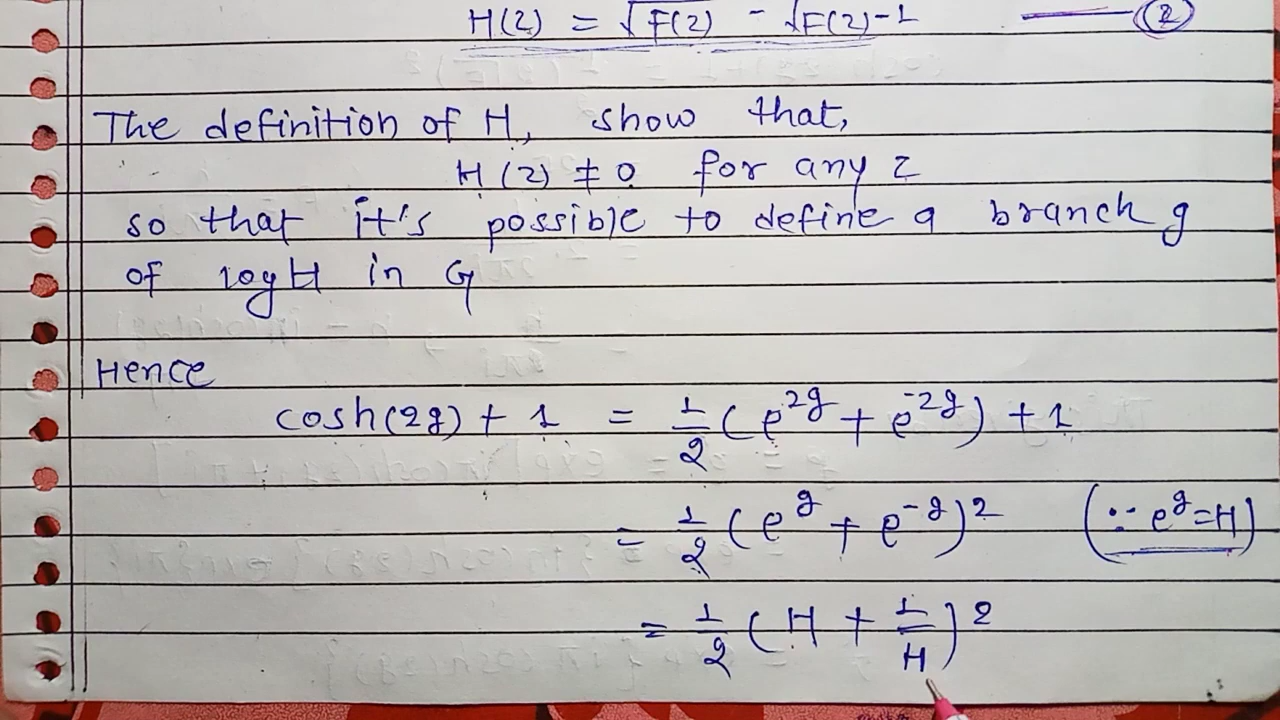 H(z) = √F(z) - √F(z)-1 ——— ②
The definition of H, show that,
H(z) ≠ 0 for any z
so that it's possible to define a branch g
of log H in G
Hence
cosh(2g) + 1 = 1/2 (e^{2g} + e^{-2g}) + 1
= 1/2 (e^g + e^{-g})^2 (∵ e^g = H)
= 1/2 (H + 1/H)^2